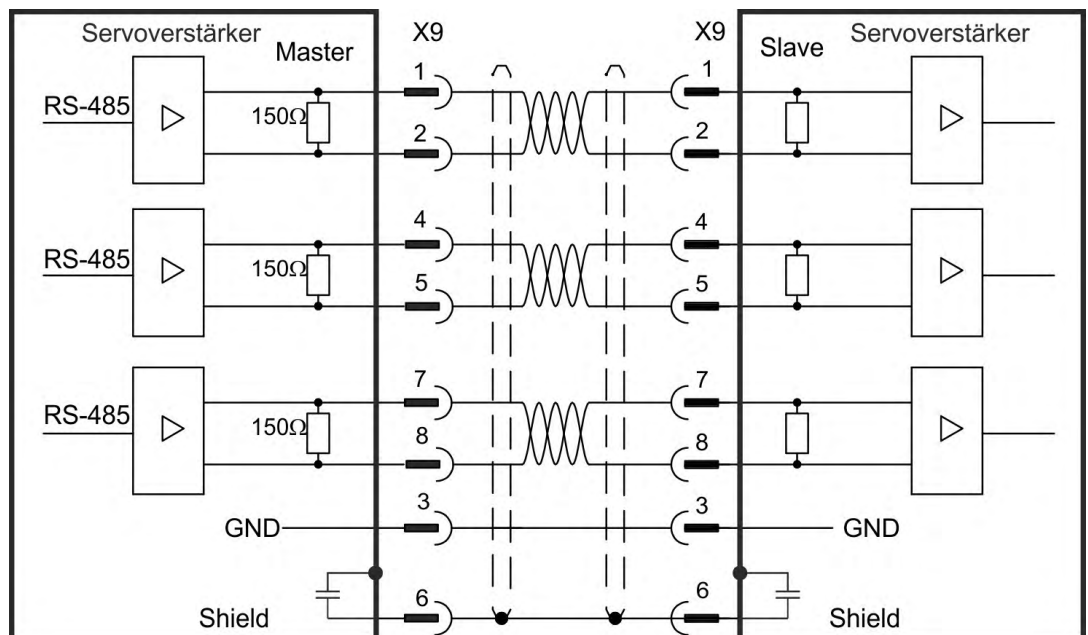 Servoverstärker
Master
X9
X9
Slave
Servoverstärker
RS-485
150Ω
1
1
2
2
RS-485
150Ω
4
4
5
5
RS-485
150Ω
7
7
8
8
GND
3
3
GND
Shield
6
6
Shield